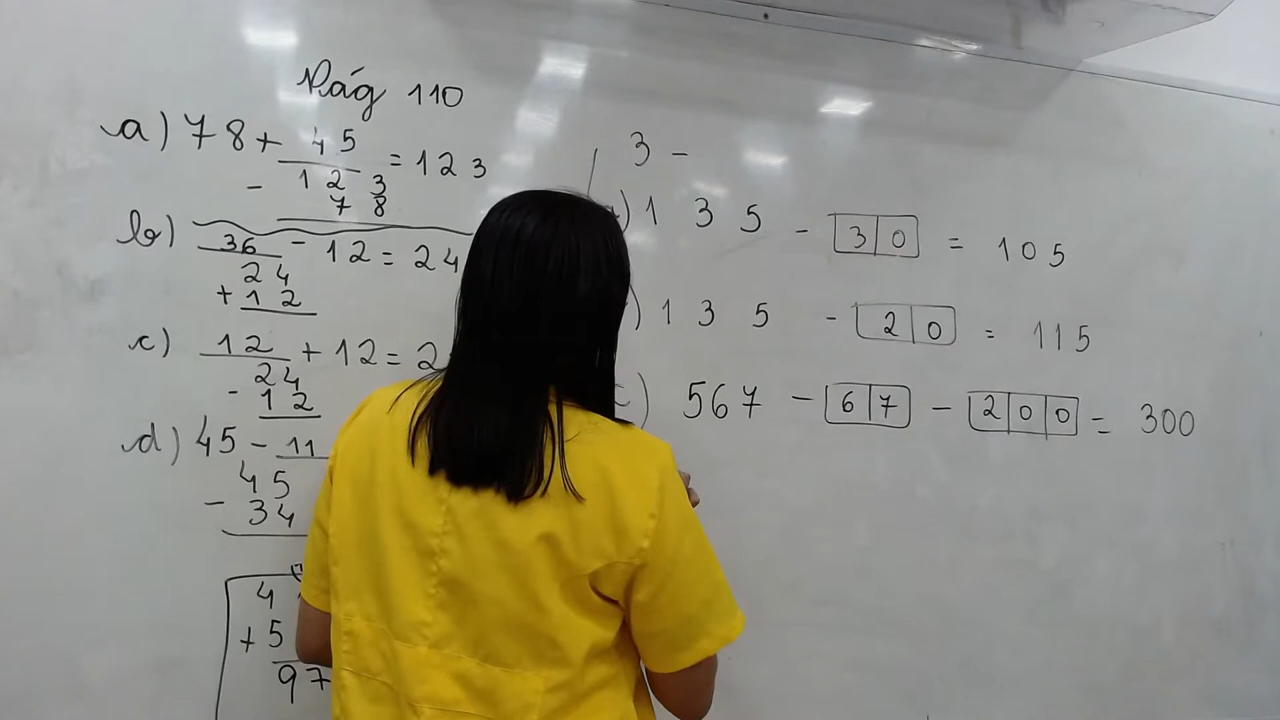 Pág 110
a) 78 + 45 = 123
- 123
78
b) 36 - 12 = 24
24
+ 12
c) 12 + 12 = 2
24
- 12
d) 45 - 11
45
- 34
4
+ 5
97
3 -
) 135 - 30 = 105
) 135 - 20 = 115
c) 567 - 67 - 200 = 300